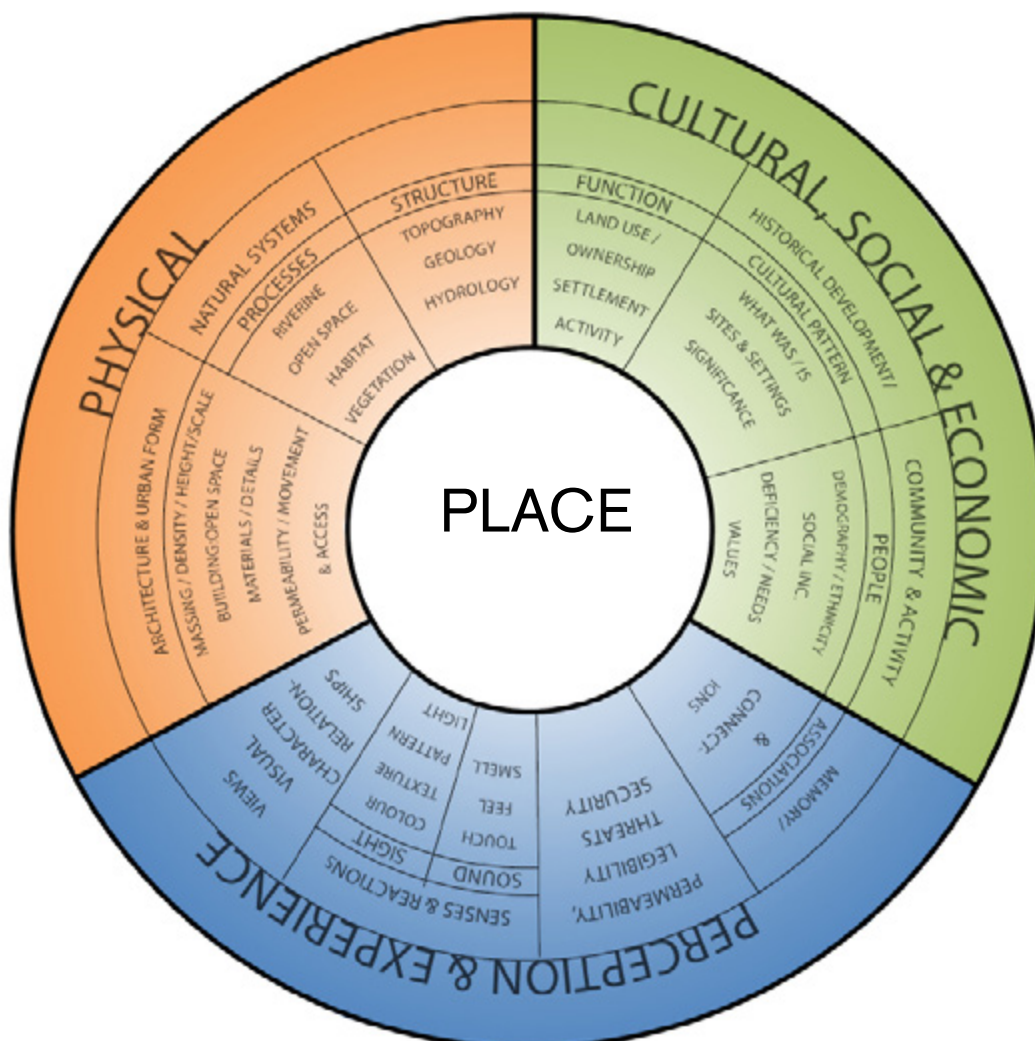 PLACE
PHYSICAL
NATURAL SYSTEMS
STRUCTURE
TOPOGRAPHY
GEOLOGY
HYDROLOGY
PROCESSES
RIVERINE
OPEN SPACE
HABITAT
VEGETATION
ARCHITECTURE & URBAN FORM
MASSING / DENSITY / HEIGHT/SCALE
BUILDING:OPEN SPACE
MATERIALS / DETAILS
PERMEABILITY / MOVEMENT
& ACCESS
CULTURAL, SOCIAL & ECONOMIC
FUNCTION
LAND USE /
OWNERSHIP
SETTLEMENT
ACTIVITY
HISTORICAL DEVELOPMENT/
CULTURAL PATTERN
WHAT WAS / IS
SITES & SETTINGS
SIGNIFICANCE
COMMUNITY & ACTIVITY
PEOPLE
DEMOGRAPHY / ETHNICITY
SOCIAL INC.
DEFICIENCY / NEEDS
VALUES
PERCEPTION & EXPERIENCE
MEMORY/
ASSOCIATIONS
&
CONNECT-
IONS
PERMEABILITY,
LEGIBILITY
THREATS
SECURITY
SENSES & REACTIONS
SOUND
TOUCH
FEEL
SMELL
SIGHT
COLOUR
TEXTURE
PATTERN
LIGHT
VIEWS
VISUAL
CHARACTER
RELATION-
SHIPS